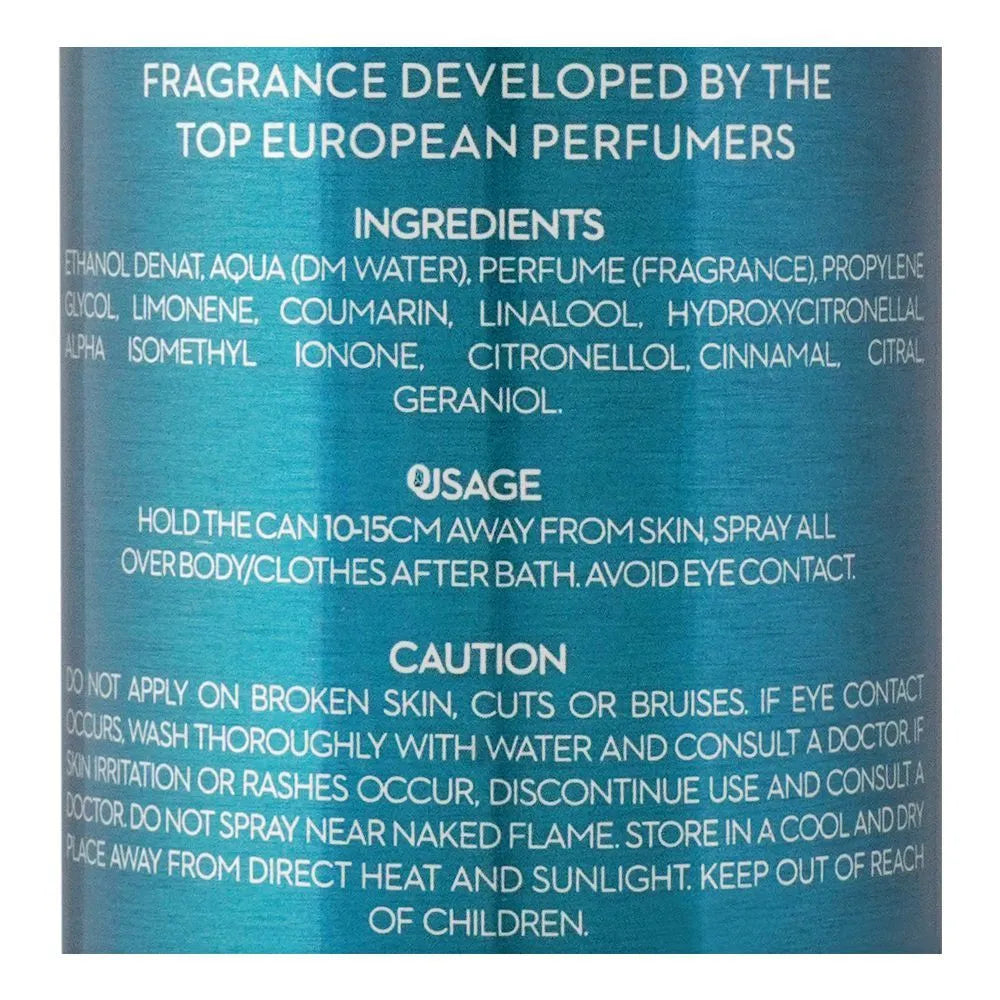 FRAGRANCE DEVELOPED BY THE
TOP EUROPEAN PERFUMERS
INGREDIENTS
ETHANOL DENAT, AQUA (DM WATER), PERFUME (FRAGRANCE), PROPYLENE
GLYCOL, LIMONENE, COUMARIN, LINALOOL, HYDROXYCITRONELLAL,
ALPHA ISOMETHYL IONONE, CITRONELLOL, CINNAMAL, CITRAL,
GERANIOL.
USAGE
HOLD THE CAN 10-15CM AWAY FROM SKIN, SPRAY ALL
OVER BODY/CLOTHES AFTER BATH. AVOID EYE CONTACT.
CAUTION
DO NOT APPLY ON BROKEN SKIN, CUTS OR BRUISES. IF EYE CONTACT
OCCURS, WASH THOROUGHLY WITH WATER AND CONSULT A DOCTOR. IF
SKIN IRRITATION OR RASHES OCCUR, DISCONTINUE USE AND CONSULT A
DOCTOR. DO NOT SPRAY NEAR NAKED FLAME. STORE IN A COOL AND DRY
PLACE AWAY FROM DIRECT HEAT AND SUNLIGHT. KEEP OUT OF REACH
OF CHILDREN.